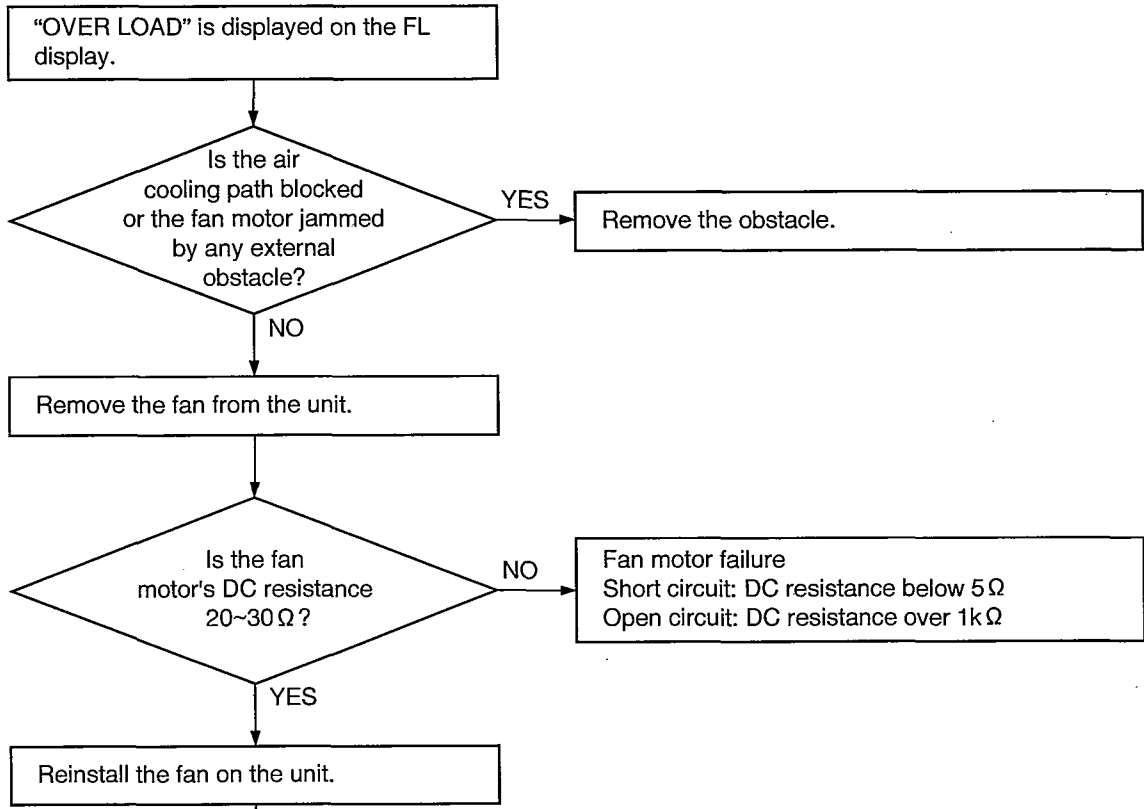 “OVER LOAD” is displayed on the FL
display.
Is the air
cooling path blocked
or the fan motor jammed
by any external
obstacle?
YES
Remove the obstacle.
NO
Remove the fan from the unit.
Is the fan
motor's DC resistance
20~30Ω?
NO
Fan motor failure
Short circuit: DC resistance below 5Ω
Open circuit: DC resistance over 1kΩ
YES
Reinstall the fan on the unit.